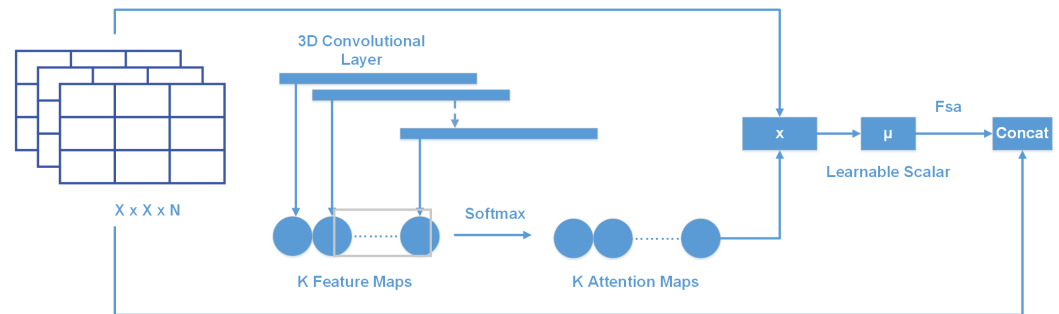 3D Convolutional
Layer
Fsa
x
μ
Concat
Learnable Scalar
X x X x N
Softmax
K Feature Maps
K Attention Maps